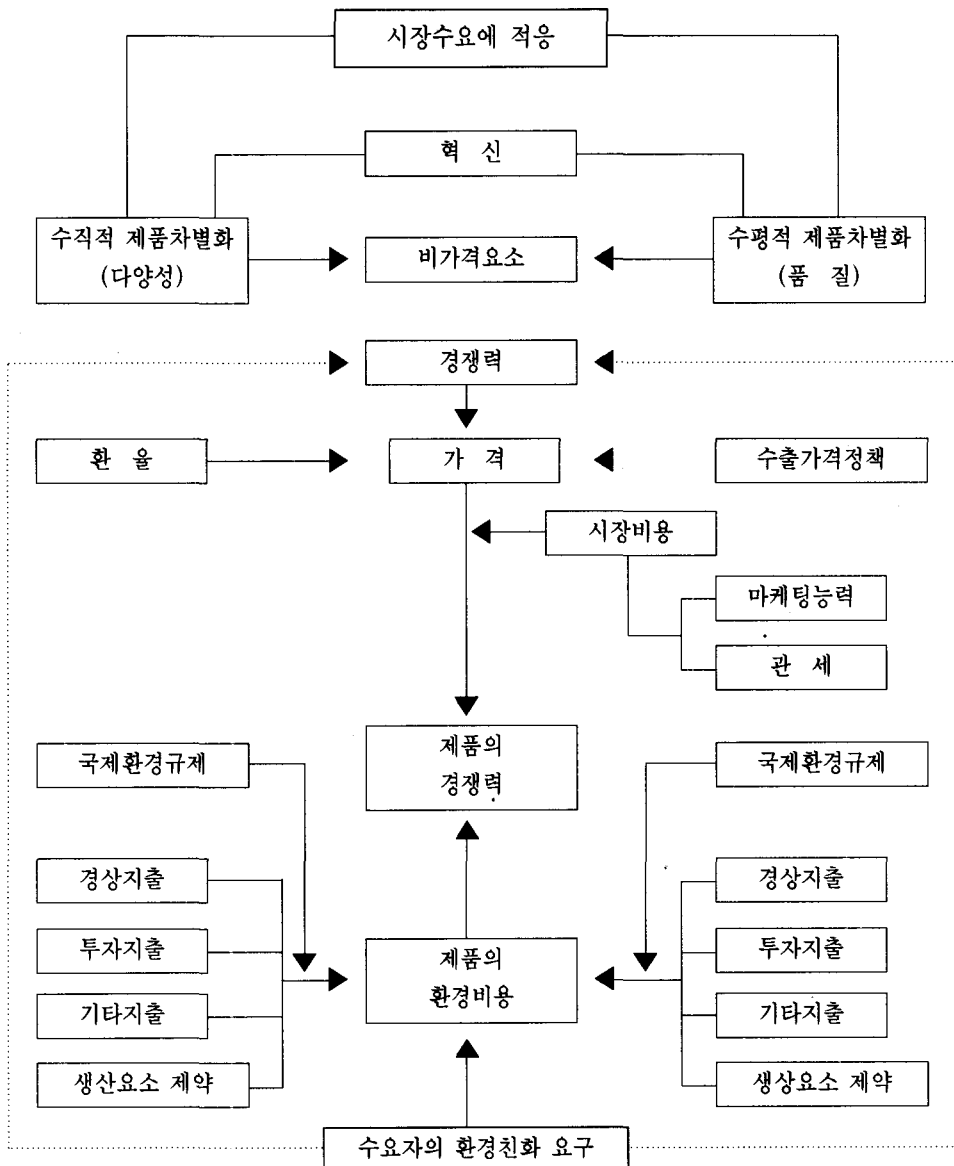 시장수요에 적응
혁 신
수직적 제품차별화
(다양성)
비가격요소
수평적 제품차별화
(품 질)
경쟁력
환 율
가 격
수출가격정책
시장비용
마케팅능력
관 세
국제환경규제
제품의
경쟁력
국제환경규제
경상지출
경상지출
투자지출
제품의
환경비용
투자지출
기타지출
기타지출
생산요소 제약
생상요소 제약
수요자의 환경친화 요구